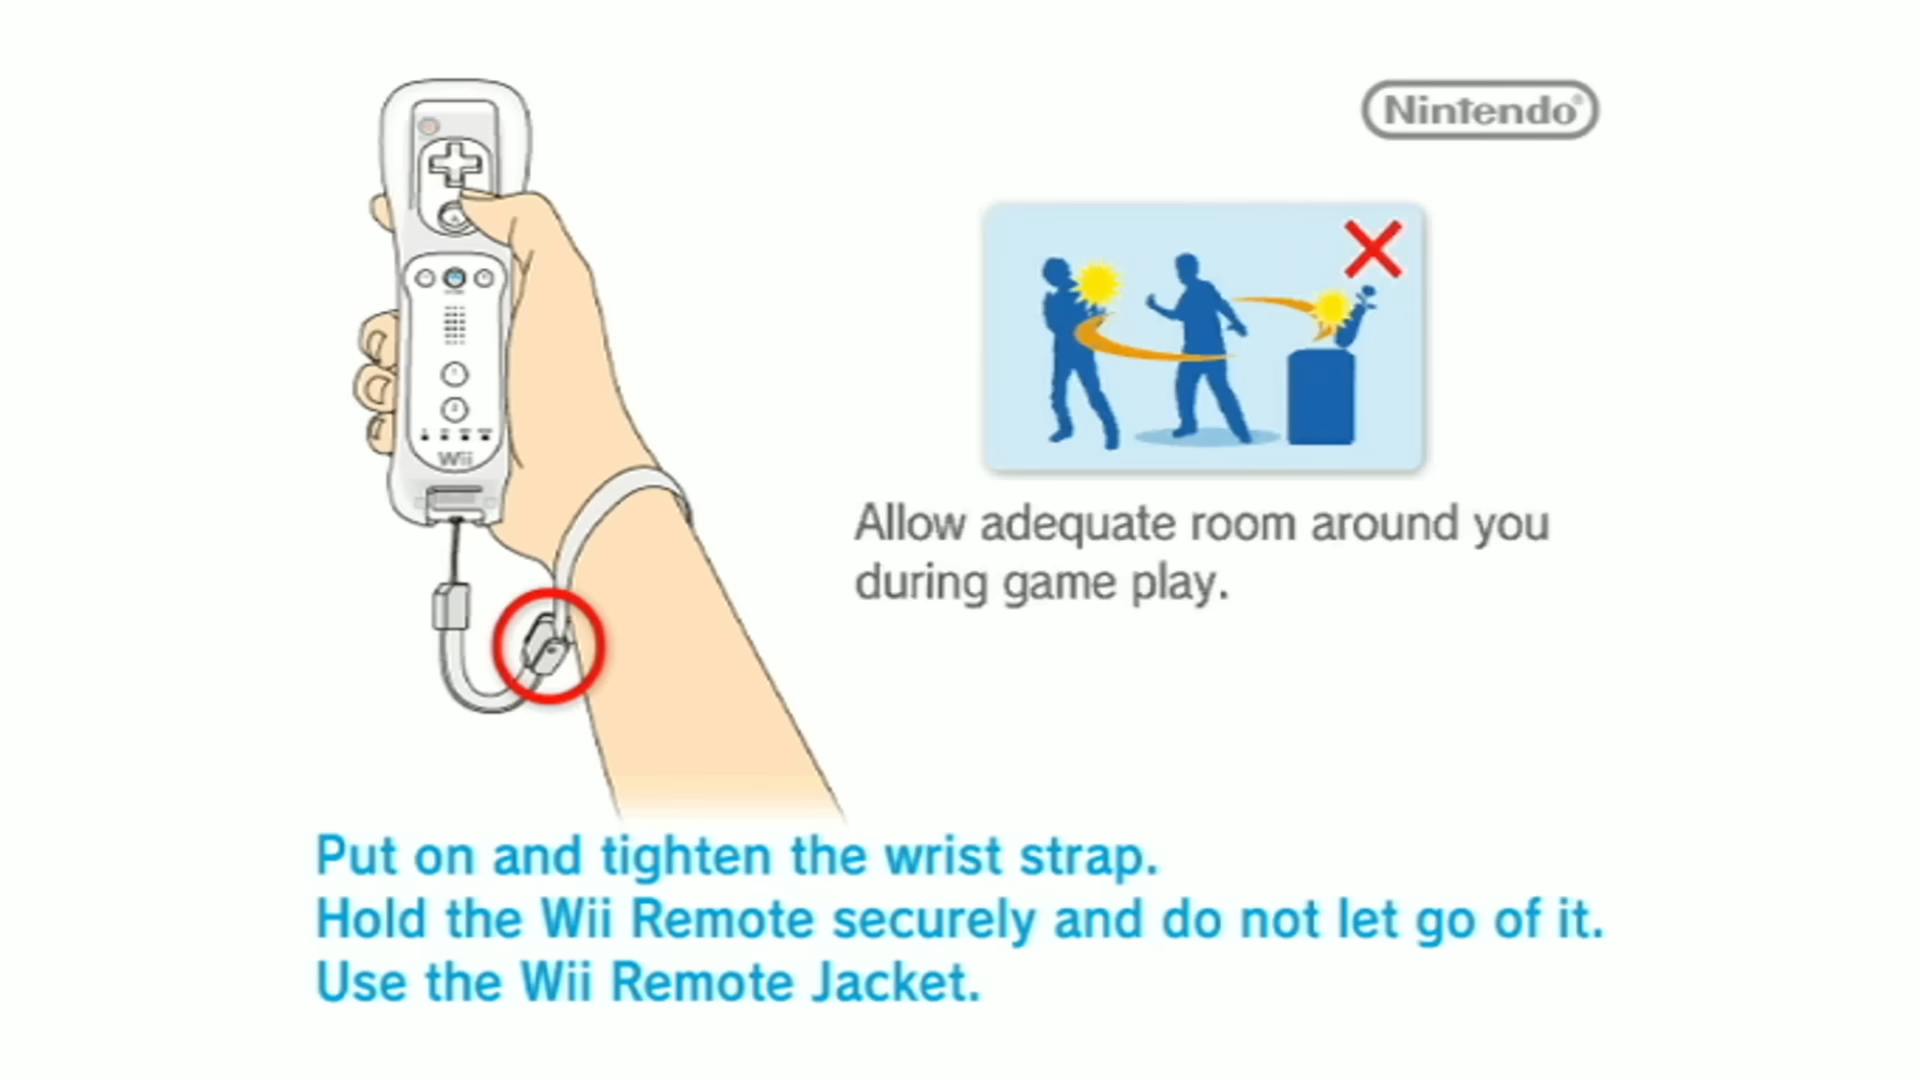 Nintendo®
Allow adequate room around you
during game play.
Wii
Put on and tighten the wrist strap.
Hold the Wii Remote securely and do not let go of it.
Use the Wii Remote Jacket.